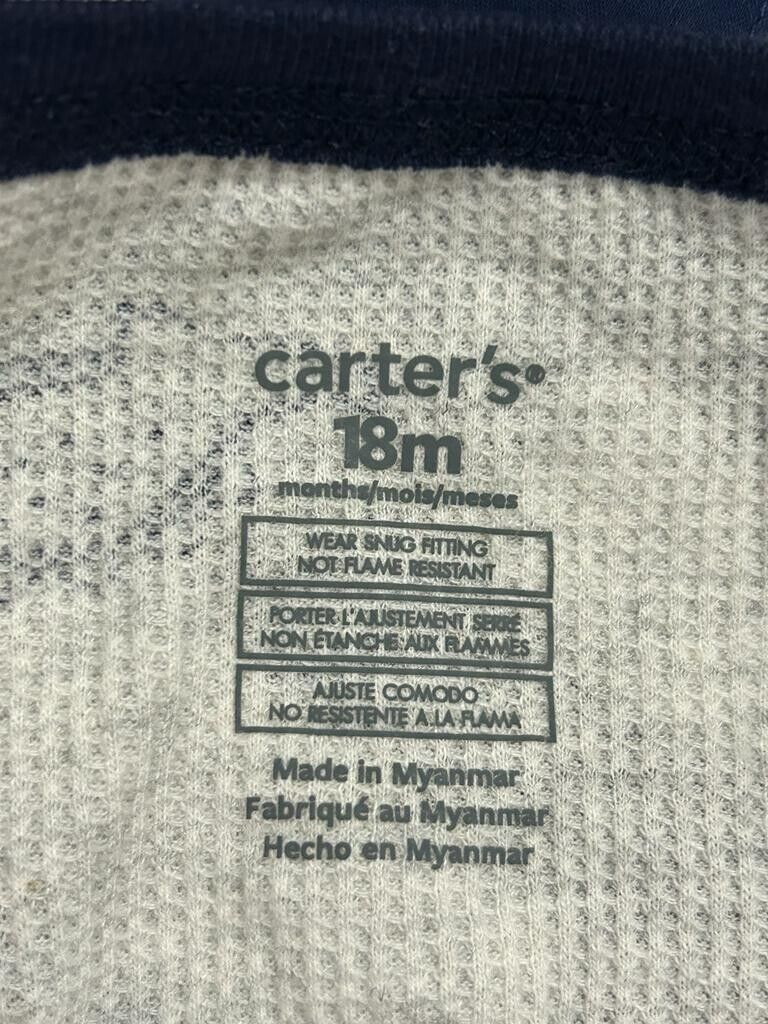 carter's®
18m
months/mois/meses
WEAR SNUG FITTING
NOT FLAME RESISTANT
PORTER L'AJUSTEMENT SERRÉ
NON ÉTANCHE AUX FLAMMES
AJUSTE COMODO
NO RESISTENTE A LA FLAMA
Made in Myanmar
Fabriqué au Myanmar
Hecho en Myanmar